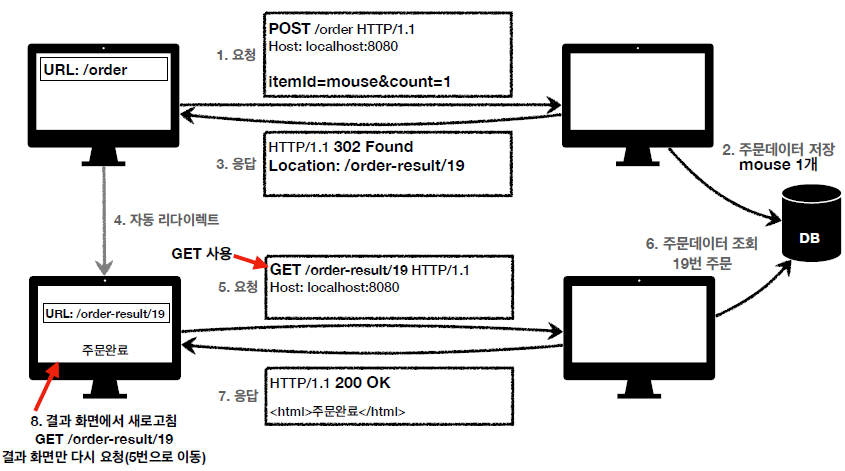 URL: /order
1. 요청
POST /order HTTP/1.1
Host: localhost:8080
itemId=mouse&count=1
3. 응답
HTTP/1.1 302 Found
Location: /order-result/19
2. 주문데이터 저장
mouse 1개
DB
4. 자동 리다이렉트
GET 사용
5. 요청
GET /order-result/19 HTTP/1.1
Host: localhost:8080
6. 주문데이터 조회
19번 주문
URL: /order-result/19
주문완료
7. 응답
HTTP/1.1 200 OK
<html>주문완료</html>
8. 결과 화면에서 새로고침
GET /order-result/19
결과 화면만 다시 요청(5번으로 이동)